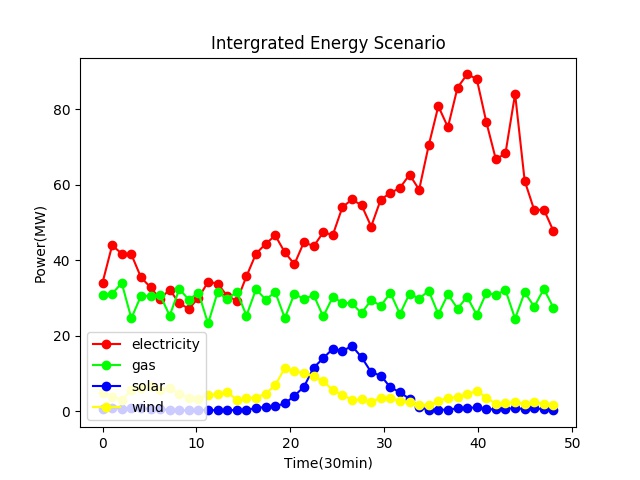 Intergrated Energy Scenario
Power(MW)
80
60
40
20
0
electricity
gas
solar
wind
0 10 20 30 40 50
Time(30min)